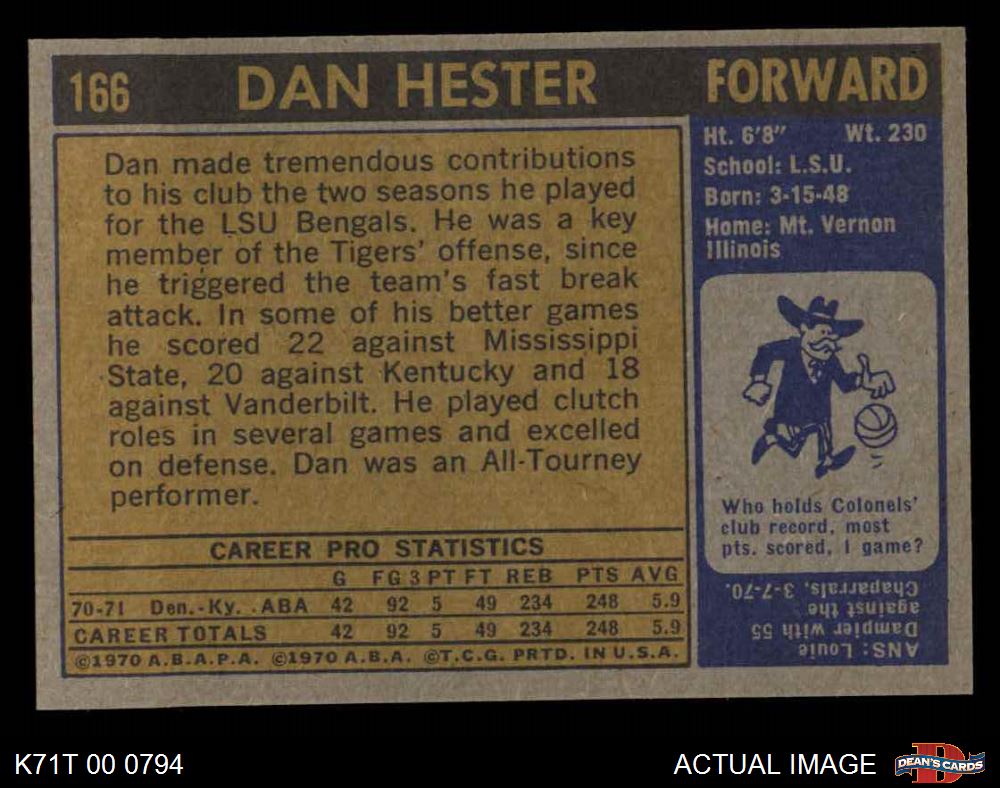 166 DAN HESTER FORWARD
Dan made tremendous contributions
to his club the two seasons he played
for the LSU Bengals. He was a key
member of the Tigers' offense, since
he triggered the team's fast break
attack. In some of his better games
he scored 22 against Mississippi
State, 20 against Kentucky and 18
against Vanderbilt. He played clutch
roles in several games and excelled
on defense. Dan was an All-Tourney
performer.
CAREER PRO STATISTICS
G FG 3 PT FT REB PTS AVG
70-71 Den.-Ky. ABA 42 92 5 49 234 248 5.9
CAREER TOTALS 42 92 5 49 234 248 5.9
©1970 A.B.A.P.A. ©1970 A.B.A. ©T.C.G. PRTD. IN U.S.A.
Ht. 6'8" Wt. 230
School: L.S.U.
Born: 3-15-48
Home: Mt. Vernon
Illinois
Who holds Colonels'
club record, most
pts. scored, 1 game?
ANS: Louie
Dampier with 55
against the
Chaparrals, 3-7-70.
K71T 00 0794
ACTUAL IMAGE
D
DEAN'S CARDS